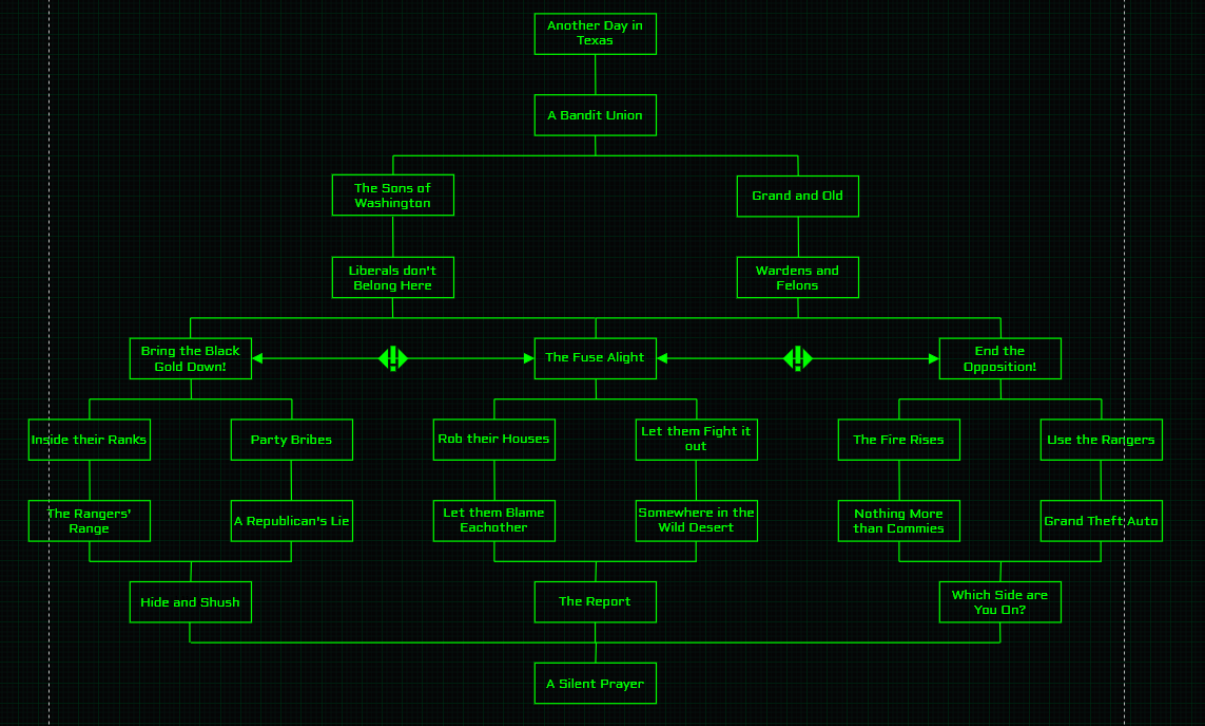 Another Day in
Texas
A Bandit Union
The Sons of
Washington
Grand and Old
Liberals don't
Belong Here
Wardens and
Felons
Bring the Black
Gold Down!
The Fuse Alight
End the
Opposition!
Inside their Ranks
Party Bribes
Rob their Houses
Let them Fight it
out
The Fire Rises
Use the Rangers
The Rangers'
Range
A Republican's Lie
Let them Blame
Eachother
Somewhere in the
Wild Desert
Nothing More
than Commies
Grand Theft Auto
Hide and Shush
The Report
Which Side are
You On?
A Silent Prayer